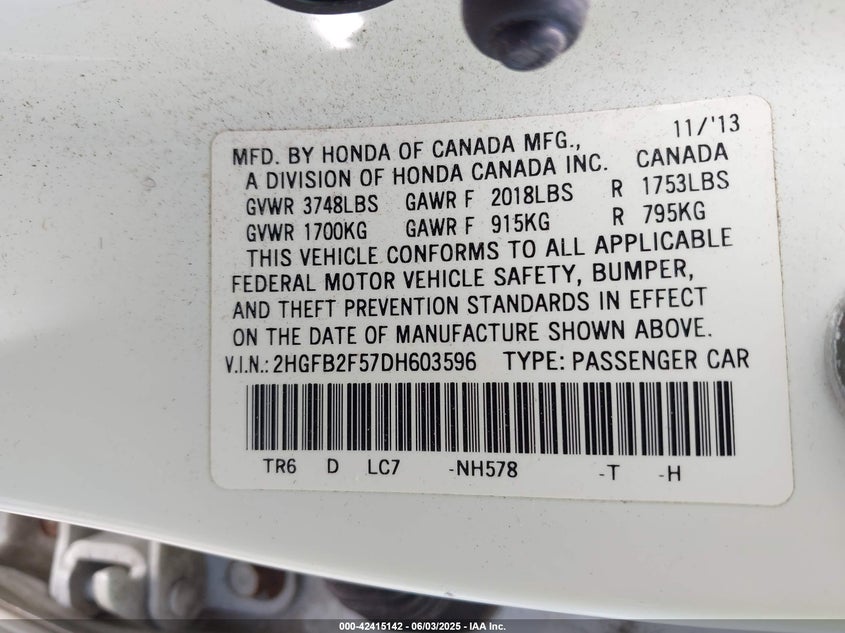 11/'13
MFD. BY HONDA OF CANADA MFG.,
A DIVISION OF HONDA CANADA INC. CANADA
GVWR 3748LBS GAWR F 2018LBS R 1753LBS
GVWR 1700KG GAWR F 915KG R 795KG
THIS VEHICLE CONFORMS TO ALL APPLICABLE
FEDERAL MOTOR VEHICLE SAFETY, BUMPER,
AND THEFT PREVENTION STANDARDS IN EFFECT
ON THE DATE OF MANUFACTURE SHOWN ABOVE.
V.I.N.: 2HGFB2F57DH603596 TYPE: PASSENGER CAR
TR6 D LC7 -NH578 -T -H
000-42415142 - 06/03/2025 - IAA Inc.